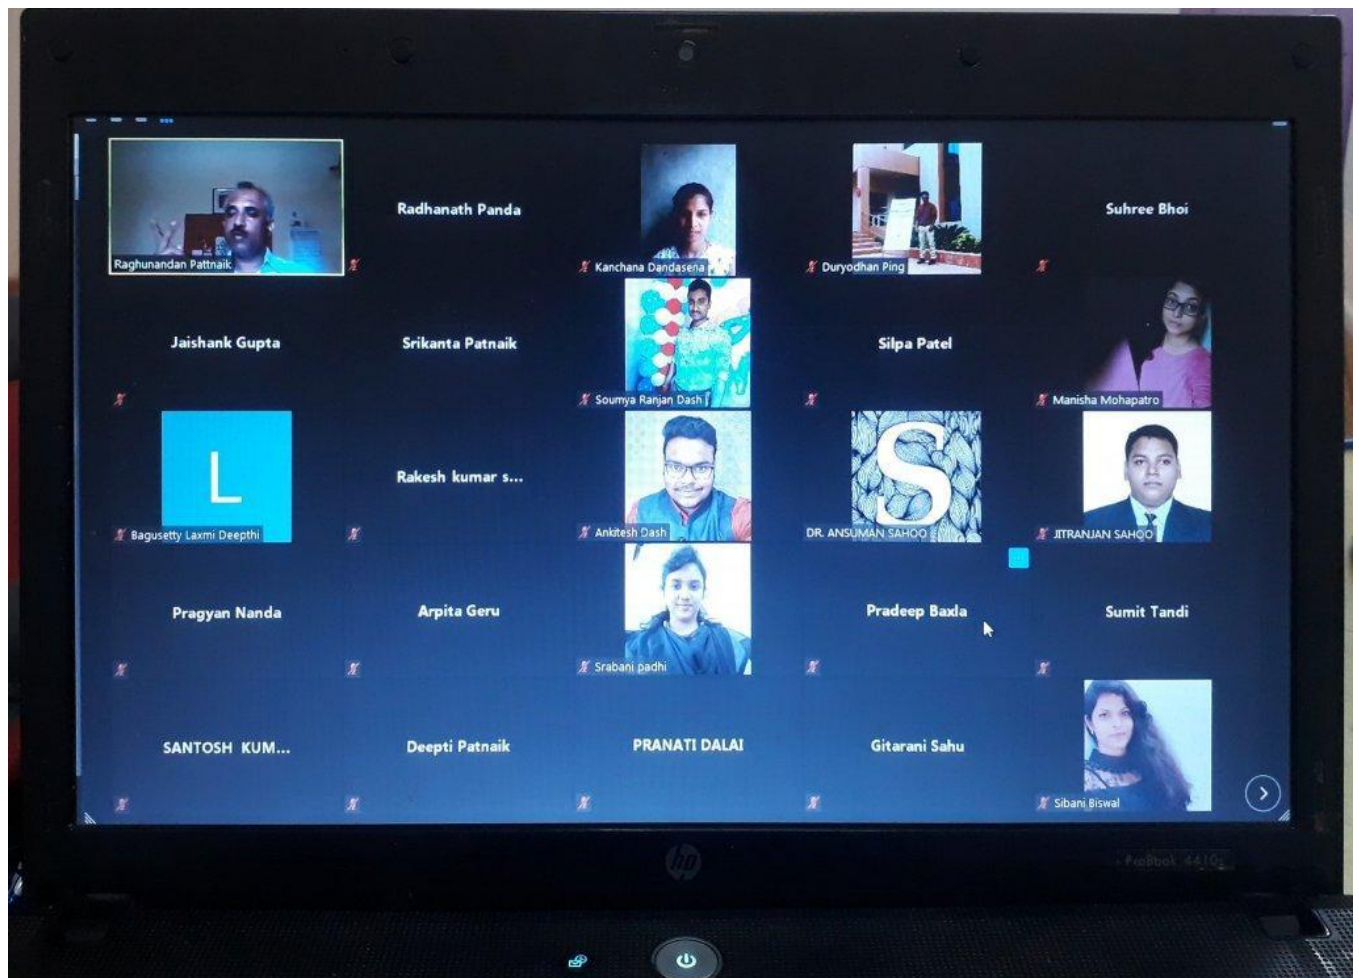 Raghunandan Pattnaik
Radhanath Panda
Kanchana Dandasena
Duryodhan Ping
Suhree Bhoi
Jaishank Gupta
Srikanta Patnaik
Soumya Ranjan Dash
Silpa Patel
Manisha Mohapatro
L
Bagusetty Laxmi Deepthi
Rakesh kumar s...
Ankitesh Dash
S
DR. ANSUMAN SAHOO
JITRANJAN SAHOO
Pragyan Nanda
Arpita Geru
Srabani padhi
Pradeep Baxla
Sumit Tandi
SANTOSH KUM...
Deepti Patnaik
PRANATI DALAI
Gitarani Sahu
Sibani Biswal
hp
ProBook 4410s